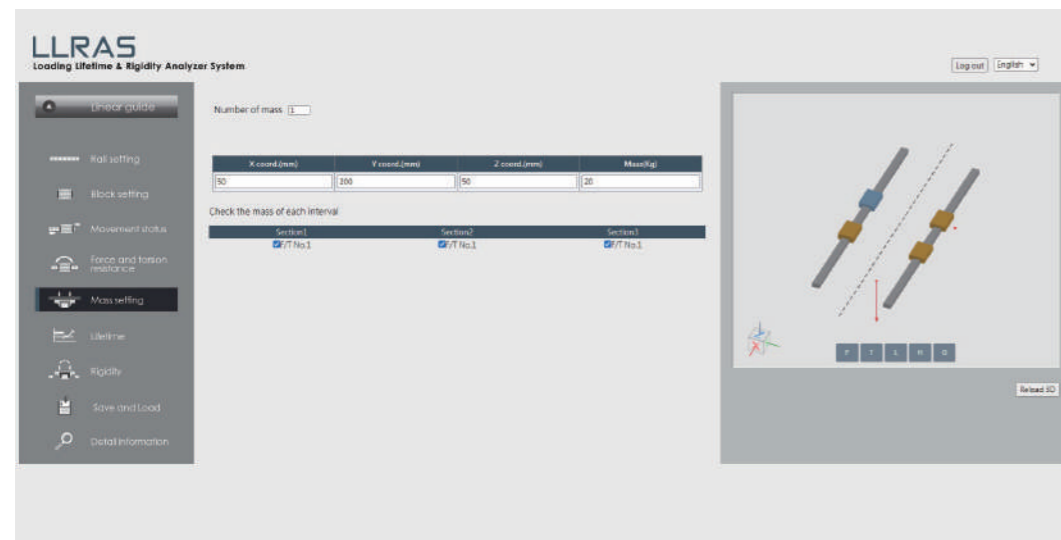 LLRAS
Loading Lifetime & Rigidity Analyzer System
Log out English
Linear guide
Rail setting
Block setting
Movement status
Force and torsion
resistance
Mass setting
Lifetime
Rigidity
Save and Load
Detail information
Number of mass 1
X coord.(mm) Y coord.(mm) Z coord.(mm) Mass(Kg)
50 200 50 20
Check the mass of each interval
Section1 Section2 Section3
F/T No.1 F/T No.1 F/T No.1
Reload 3D